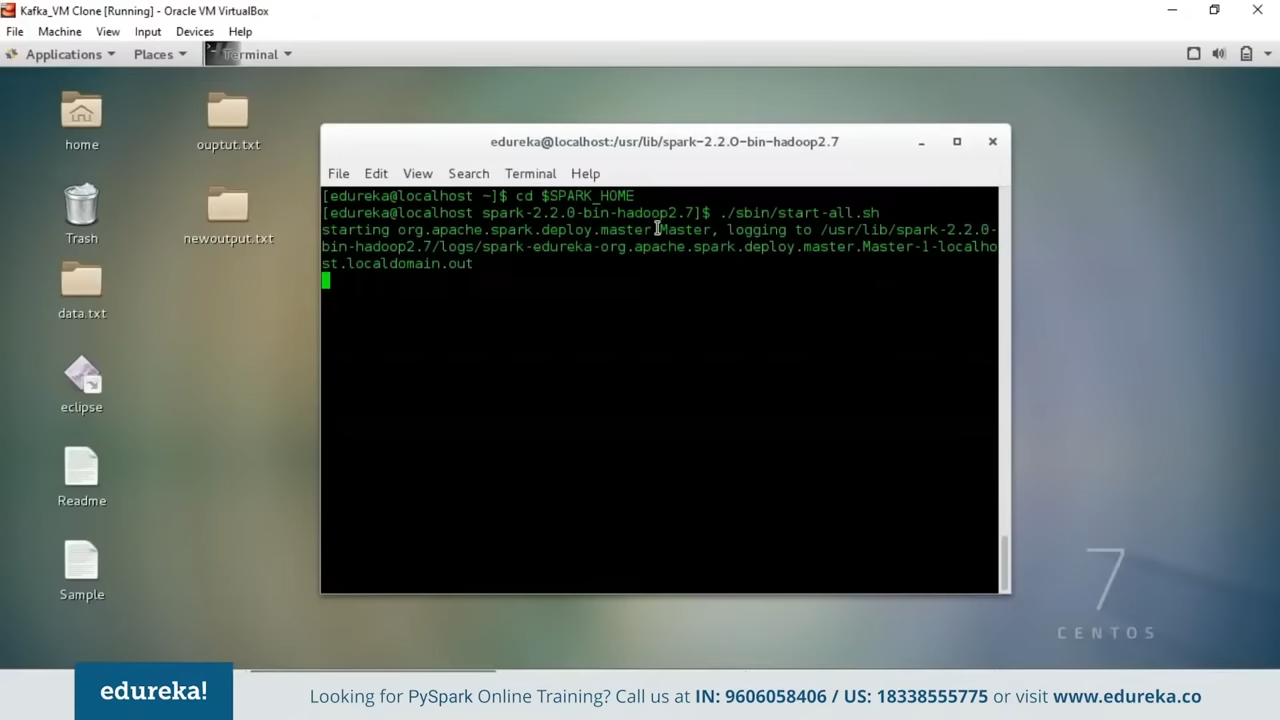 Kafka_VM Clone [Running] - Oracle VM VirtualBox
File Machine View Input Devices Help
Applications Places Terminal
home
ouptut.txt
Trash
newoutput.txt
data.txt
eclipse
Readme
Sample
edureka@localhost:/usr/lib/spark-2.2.0-bin-hadoop2.7
File Edit View Search Terminal Help
[edureka@localhost ~]$ cd $SPARK_HOME
[edureka@localhost spark-2.2.0-bin-hadoop2.7]$ ./sbin/start-all.sh
starting org.apache.spark.deploy.master.Master, logging to /usr/lib/spark-2.2.0-
bin-hadoop2.7/logs/spark-edureka-org.apache.spark.deploy.master.Master-1-localho
st.localdomain.out
7
CENTOS
edureka!
Looking for PySpark Online Training? Call us at IN: 9606058406 / US: 18338555775 or visit www.edureka.co